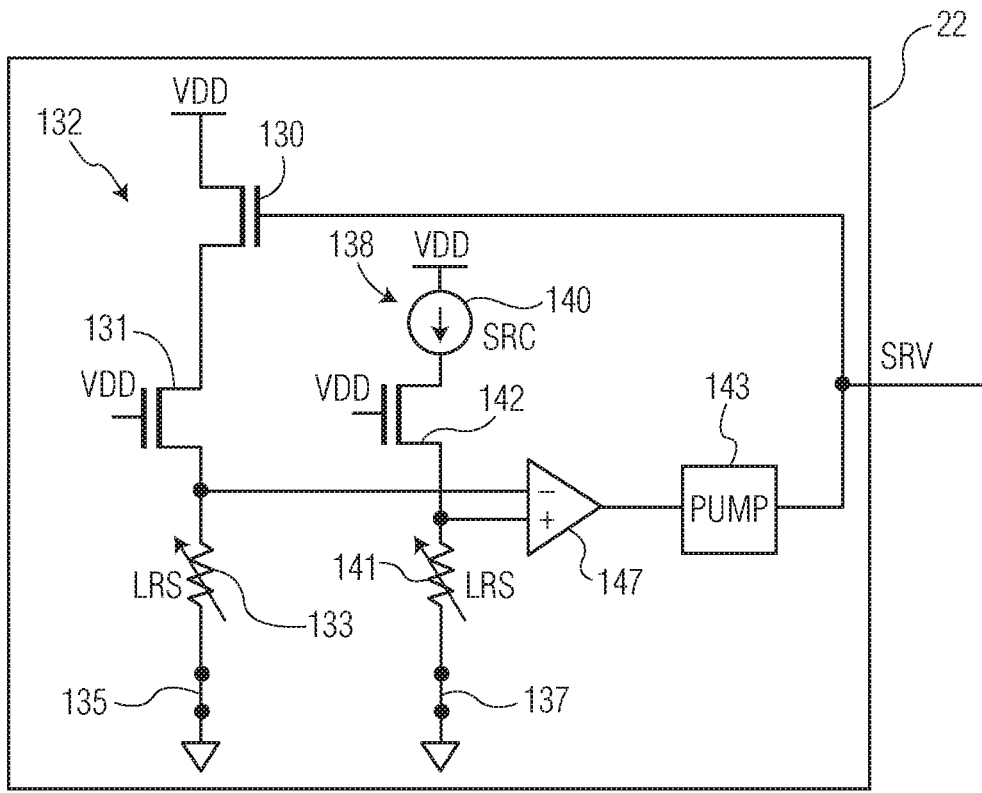 22
VDD
132
130
138
VDD
140
SRC
131
VDD
VDD
142
SRV
143
PUMP
−
+
147
LRS
133
141
LRS
135
137